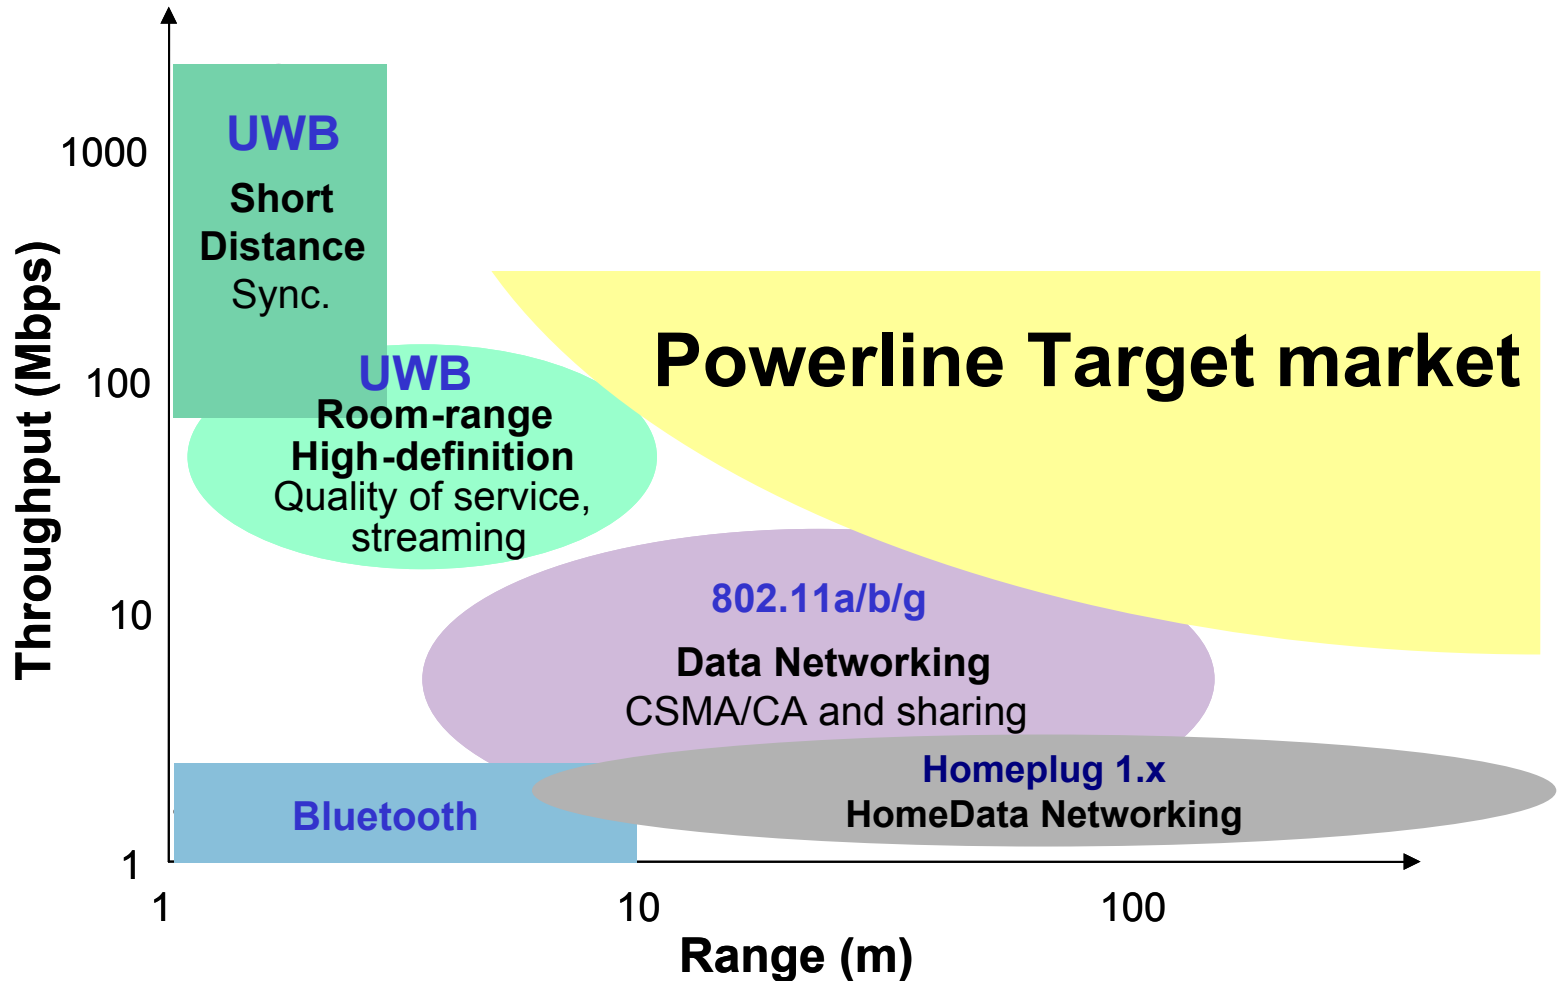 Throughput (Mbps)
1000
100
10
1
UWB
Short
Distance
Sync.
UWB
Room-range
High-definition
Quality of service,
streaming
Powerline Target market
802.11a/b/g
Data Networking
CSMA/CA and sharing
Homeplug 1.x
HomeData Networking
Bluetooth
1
10
100
Range (m)